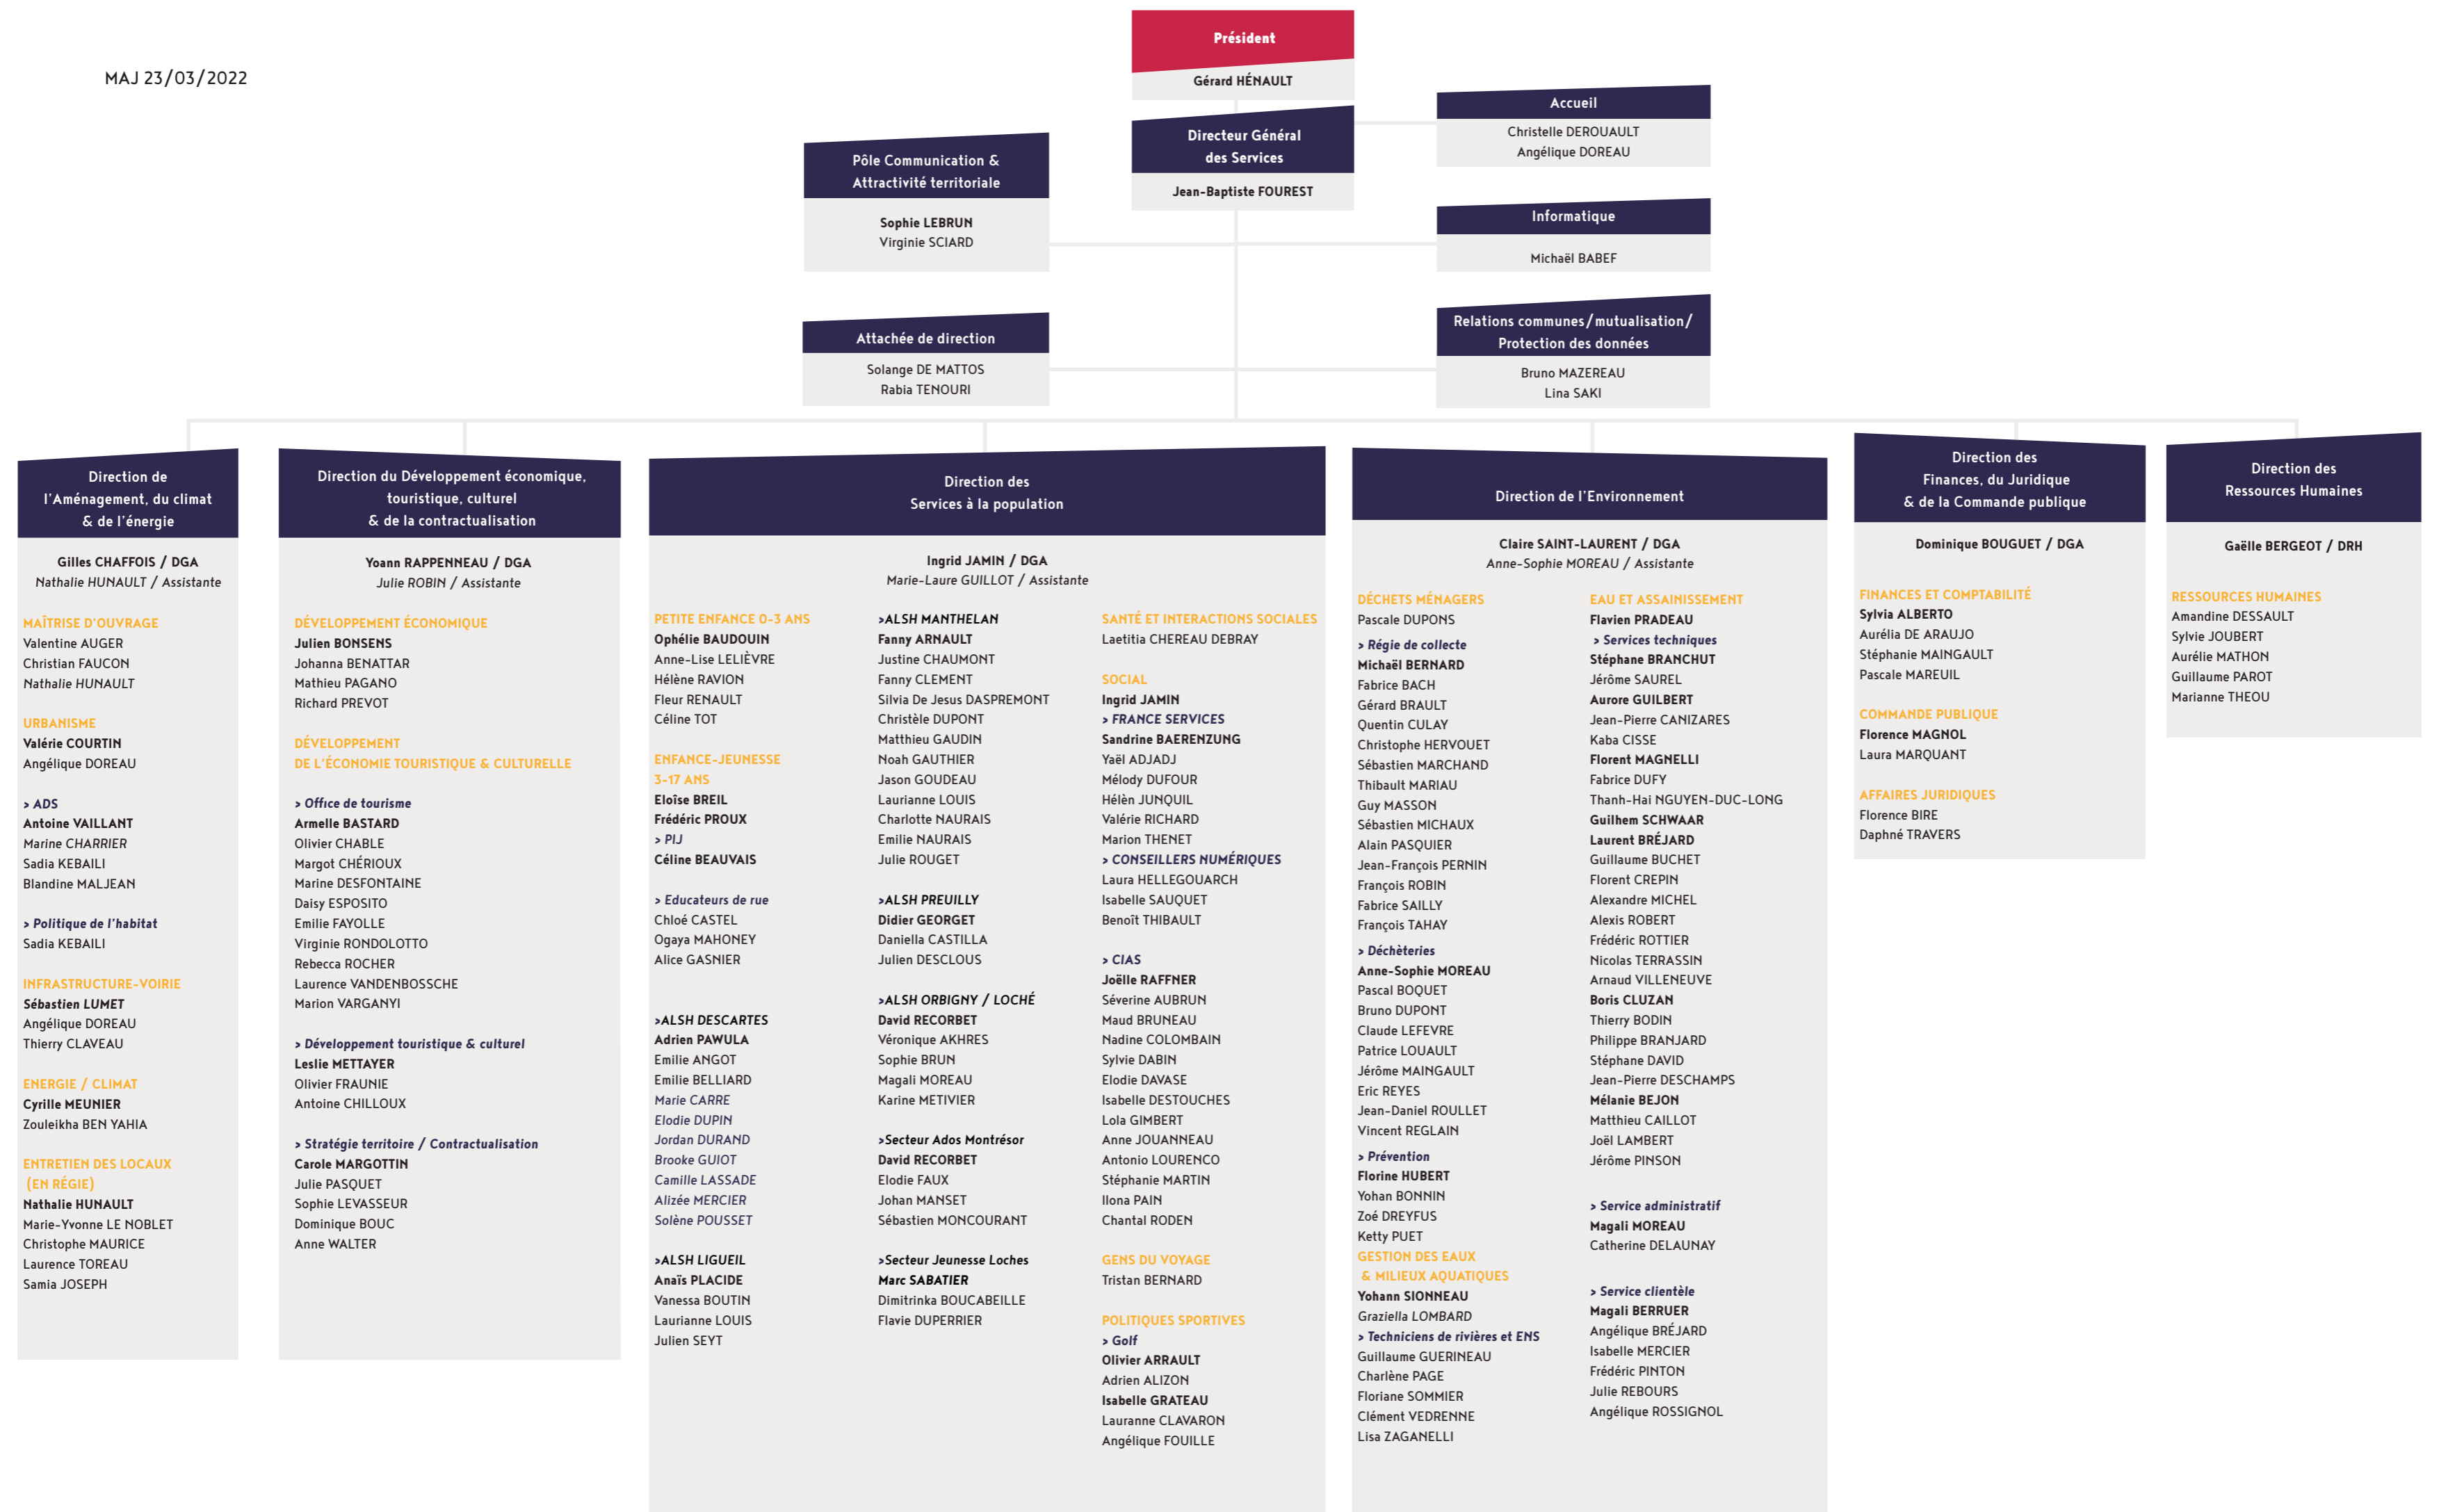 MAJ 23/03/2022
Président
Gérard HÉNAULT
Directeur Général
des Services
Jean-Baptiste FOUREST
Accueil
Christelle DEROUAULT
Angélique DOREAU
Pôle Communication &
Attractivité territoriale
Sophie LEBRUN
Virginie SCIARD
Informatique
Michaël BABEF
Attachée de direction
Solange DE MATTOS
Rabia TENOURI
Relations communes/mutualisation/
Protection des données
Bruno MAZEREAU
Lina SAKI
Direction de
l'Aménagement, du climat
& de l'énergie
Gilles CHAFFOIS / DGA
Nathalie HUNAULT / Assistante
MAÎTRISE D'OUVRAGE
Valentine AUGER
Christian FAUCON
Nathalie HUNAULT
URBANISME
Valérie COURTIN
Angélique DOREAU
> ADS
Antoine VAILLANT
Marine CHARRIER
Sadia KEBAILI
Blandine MALJEAN
> Politique de l'habitat
Sadia KEBAILI
INFRASTRUCTURE-VOIRIE
Sébastien LUMET
Angélique DOREAU
Thierry CLAVEAU
ENERGIE / CLIMAT
Cyrille MEUNIER
Zouleikha BEN YAHIA
ENTRETIEN DES LOCAUX
(EN RÉGIE)
Nathalie HUNAULT
Marie-Yvonne LE NOBLET
Christophe MAURICE
Laurence TOREAU
Samia JOSEPH
Direction du Développement économique,
touristique, culturel
& de la contractualisation
Yoann RAPPENNEAU / DGA
Julie ROBIN / Assistante
DÉVELOPPEMENT ÉCONOMIQUE
Julien BONSENS
Johanna BENATTAR
Mathieu PAGANO
Richard PREVOT
DÉVELOPPEMENT
DE L'ÉCONOMIE TOURISTIQUE & CULTURELLE
> Office de tourisme
Armelle BASTARD
Olivier CHABLE
Margot CHÉRIOUX
Marine DESFONTAINE
Daisy ESPOSITO
Emilie FAYOLLE
Virginie RONDOLOTTO
Rebecca ROCHER
Laurence VANDENBOSSCHE
Marion VARGANYI
> Développement touristique & culturel
Leslie METTAYER
Olivier FRAUNIE
Antoine CHILLOUX
> Stratégie territoire / Contractualisation
Carole MARGOTTIN
Julie PASQUET
Sophie LEVASSEUR
Dominique BOUC
Anne WALTER
Direction des
Services à la population
Ingrid JAMIN / DGA
Marie-Laure GUILLOT / Assistante
PETITE ENFANCE 0-3 ANS
Ophélie BAUDOUIN
Anne-Lise LELIÈVRE
Hélène RAVION
Fleur RENAULT
Céline TOT
ENFANCE-JEUNESSE
3-17 ANS
Eloîse BREIL
Frédéric PROUX
> PIJ
Céline BEAUVAIS
> Educateurs de rue
Chloé CASTEL
Ogaya MAHONEY
Alice GASNIER
>ALSH DESCARTES
Adrien PAWULA
Emilie ANGOT
Emilie BELLIARD
Marie CARRE
Elodie DUPIN
Jordan DURAND
Brooke GUIOT
Camille LASSADE
Alizée MERCIER
Solène POUSSET
>ALSH LIGUEIL
Anaïs PLACIDE
Vanessa BOUTIN
Laurianne LOUIS
Julien SEYT
>ALSH MANTHELAN
Fanny ARNAULT
Justine CHAUMONT
Fanny CLEMENT
Silvia De Jesus DASPREMONT
Christèle DUPONT
Matthieu GAUDIN
Noah GAUTHIER
Jason GOUDEAU
Laurianne LOUIS
Charlotte NAURAIS
Emilie NAURAIS
Julie ROUGET
>ALSH PREUILLY
Didier GEORGET
Daniella CASTILLA
Julien DESCLOUS
>ALSH ORBIGNY / LOCHÉ
David RECORBET
Véronique AKHRES
Sophie BRUN
Magali MOREAU
Karine METIVIER
>Secteur Ados Montrésor
David RECORBET
Elodie FAUX
Johan MANSET
Sébastien MONCOURANT
>Secteur Jeunesse Loches
Marc SABATIER
Dimitrinka BOUCABEILLE
Flavie DUPERRIER
SANTÉ ET INTERACTIONS SOCIALES
Laetitia CHEREAU DEBRAY
SOCIAL
Ingrid JAMIN
> FRANCE SERVICES
Sandrine BAERENZUNG
Yaël ADJADJ
Mélody DUFOUR
Hélèn JUNQUIL
Valérie RICHARD
Marion THENET
> CONSEILLERS NUMÉRIQUES
Laura HELLEGOUARCH
Isabelle SAUQUET
Benoît THIBAULT
> CIAS
Joëlle RAFFNER
Séverine AUBRUN
Maud BRUNEAU
Nadine COLOMBAIN
Sylvie DABIN
Elodie DAVASE
Isabelle DESTOUCHES
Lola GIMBERT
Anne JOUANNEAU
Antonio LOURENCO
Stéphanie MARTIN
Ilona PAIN
Chantal RODEN
GENS DU VOYAGE
Tristan BERNARD
POLITIQUES SPORTIVES
> Golf
Olivier ARRAULT
Adrien ALIZON
Isabelle GRATEAU
Lauranne CLAVARON
Angélique FOUILLE
Direction de l'Environnement
Claire SAINT-LAURENT / DGA
Anne-Sophie MOREAU / Assistante
DÉCHETS MÉNAGERS
Pascale DUPONS
> Régie de collecte
Michaël BERNARD
Fabrice BACH
Gérard BRAULT
Quentin CULAY
Christophe HERVOUET
Sébastien MARCHAND
Thibault MARIAU
Guy MASSON
Sébastien MICHAUX
Alain PASQUIER
Jean-François PERNIN
François ROBIN
Fabrice SAILLY
François TAHAY
> Déchèteries
Anne-Sophie MOREAU
Pascal BOQUET
Bruno DUPONT
Claude LEFEVRE
Patrice LOUAULT
Jérôme MAINGAULT
Eric REYES
Jean-Daniel ROULLET
Vincent REGLAIN
> Prévention
Florine HUBERT
Yohan BONNIN
Zoé DREYFUS
Ketty PUET
GESTION DES EAUX
& MILIEUX AQUATIQUES
Yohann SIONNEAU
Graziella LOMBARD
> Techniciens de rivières et ENS
Guillaume GUERINEAU
Charlène PAGE
Floriane SOMMIER
Clément VEDRENNE
Lisa ZAGANELLI
EAU ET ASSAINISSEMENT
Flavien PRADEAU
> Services techniques
Stéphane BRANCHUT
Jérôme SAUREL
Aurore GUILBERT
Jean-Pierre CANIZARES
Kaba CISSE
Florent MAGNELLI
Fabrice DUFY
Thanh-Hai NGUYEN-DUC-LONG
Guilhem SCHWAAR
Laurent BRÉJARD
Guillaume BUCHET
Florent CREPIN
Alexandre MICHEL
Alexis ROBERT
Frédéric ROTTIER
Nicolas TERRASSIN
Arnaud VILLENEUVE
Boris CLUZAN
Thierry BODIN
Philippe BRANJARD
Stéphane DAVID
Jean-Pierre DESCHAMPS
Mélanie BEJON
Matthieu CAILLOT
Joël LAMBERT
Jérôme PINSON
> Service administratif
Magali MOREAU
Catherine DELAUNAY
> Service clientèle
Magali BERRUER
Angélique BRÉJARD
Isabelle MERCIER
Frédéric PINTON
Julie REBOURS
Angélique ROSSIGNOL
Direction des
Finances, du Juridique
& de la Commande publique
Dominique BOUGUET / DGA
FINANCES ET COMPTABILITÉ
Sylvia ALBERTO
Aurélia DE ARAUJO
Stéphanie MAINGAULT
Pascale MAREUIL
COMMANDE PUBLIQUE
Florence MAGNOL
Laura MARQUANT
AFFAIRES JURIDIQUES
Florence BIRE
Daphné TRAVERS
Direction des
Ressources Humaines
Gaëlle BERGEOT / DRH
RESSOURCES HUMAINES
Amandine DESSAULT
Sylvie JOUBERT
Aurélie MATHON
Guillaume PAROT
Marianne THEOU